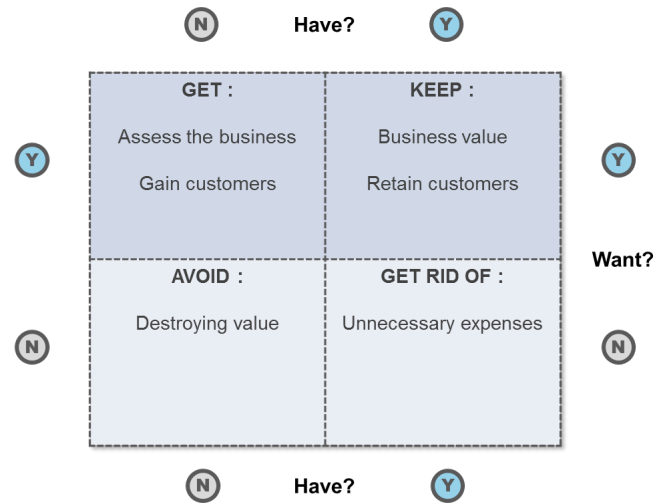 N Have? Y
GET : KEEP :
Assess the business Business value
Y Y
Gain customers Retain customers
Want?
AVOID : GET RID OF :
Destroying value Unnecessary expenses
N N
N Have? Y